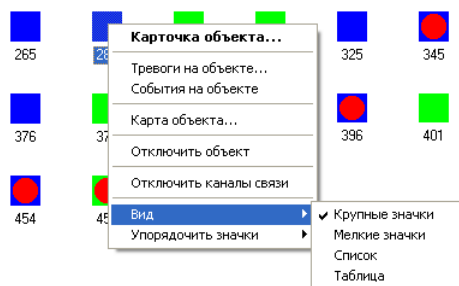 265 325 345
Карточка объекта...
Тревоги на объекте...
События на объекте
376 396 401
Карта объекта...
Отключить объект
454
Отключить каналы связи
Вид
Упорядочить значки
Крупные значки
Мелкие значки
Список
Таблица